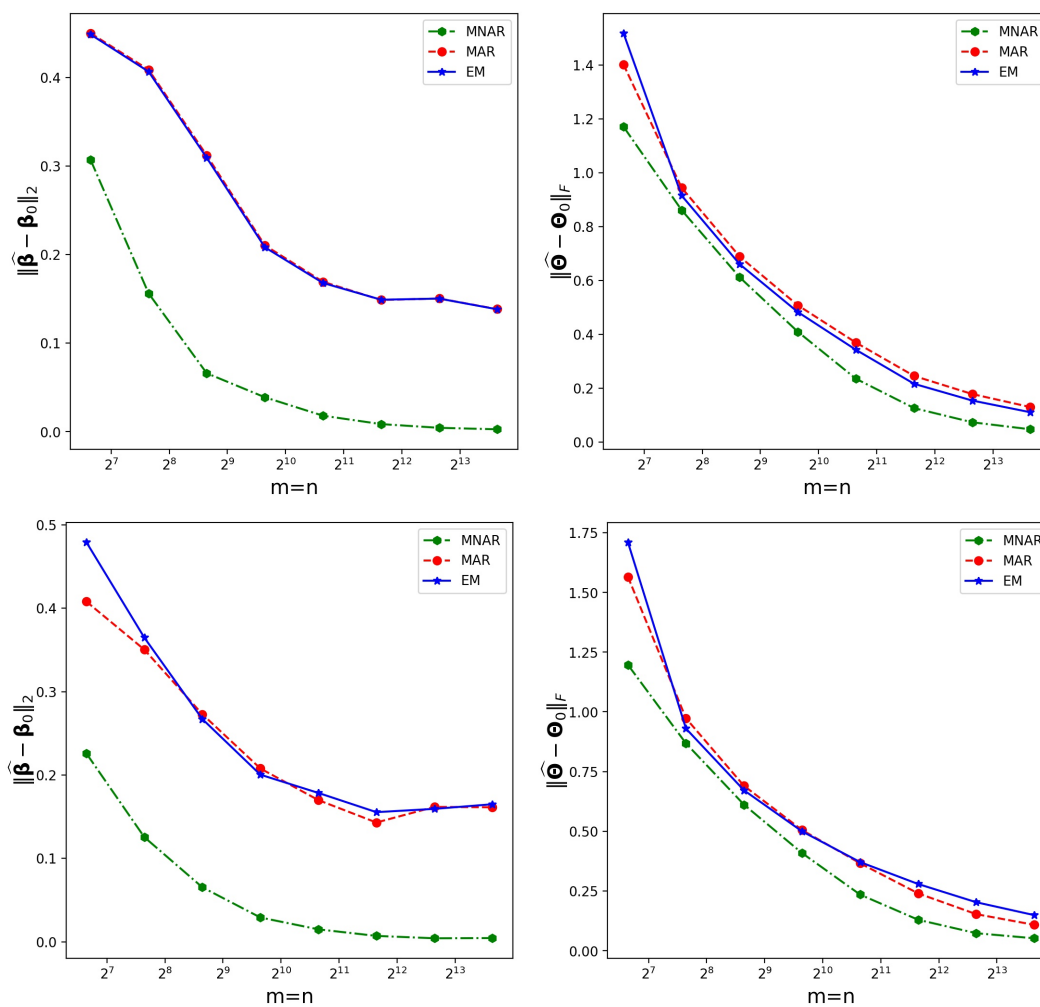 MNAR
MAR
EM
0.4
0.3
0.2
0.1
0.0
‖β̂ − β₀‖₂
2⁷ 2⁸ 2⁹ 2¹⁰ 2¹¹ 2¹² 2¹³
m=n
MNAR
MAR
EM
1.4
1.2
1.0
0.8
0.6
0.4
0.2
0.0
‖Θ̂ − Θ₀‖F
2⁷ 2⁸ 2⁹ 2¹⁰ 2¹¹ 2¹² 2¹³
m=n
MNAR
MAR
EM
0.5
0.4
0.3
0.2
0.1
0.0
‖β̂ − β₀‖₂
2⁷ 2⁸ 2⁹ 2¹⁰ 2¹¹ 2¹² 2¹³
m=n
MNAR
MAR
EM
1.75
1.50
1.25
1.00
0.75
0.50
0.25
0.00
‖Θ̂ − Θ₀‖F
2⁷ 2⁸ 2⁹ 2¹⁰ 2¹¹ 2¹² 2¹³
m=n